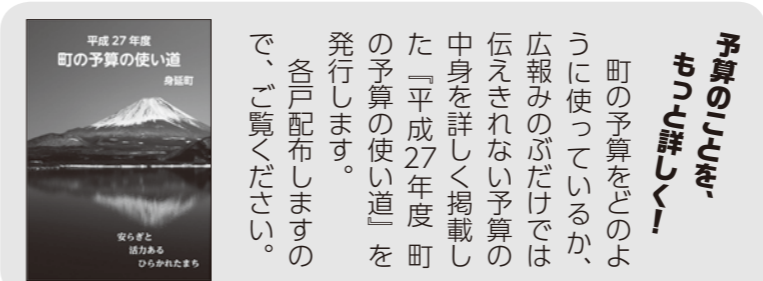 予算のことを、
もっと詳しく！
町の予算をどのよ
うに使っているか、
広報みのぶだけでは
伝えきれない予算の
中身を詳しく掲載し
た『平成27年度 町
の予算の使い道』を
発行します。
各戸配布しますの
で、ご覧ください。
平成 27 年度
町の予算の使い道
身延町
安らぎと
活力ある
ひらかれたまち